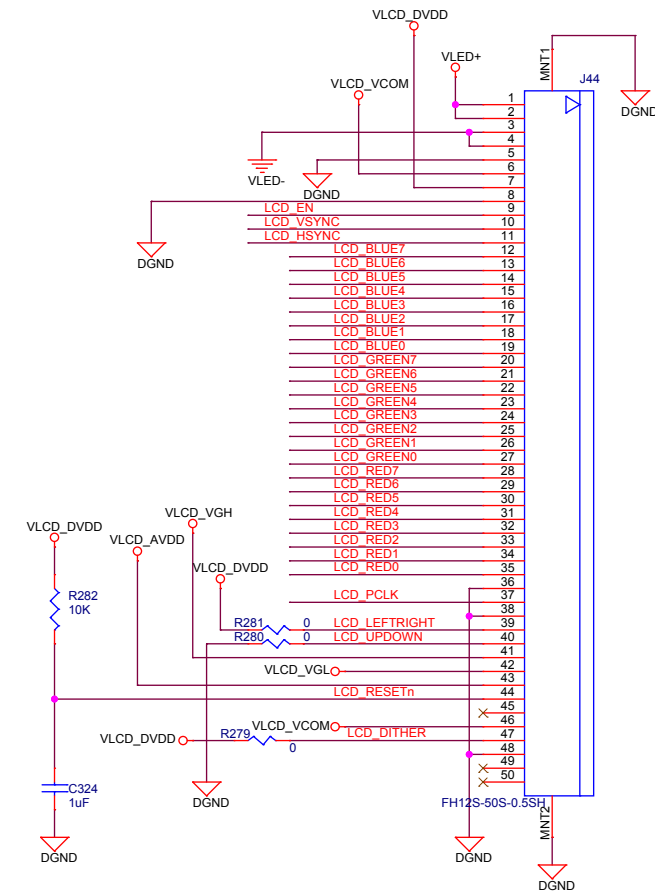 VLCD_DVDD
VLED+
VLCD_VCOM
MNT1
J44
DGND
1
2
3
4
5
6
7
8
VLED-
DGND
LCD_EN 9
LCD_VSYNC 10
LCD_HSYNC 11
DGND
LCD_BLUE7 12
LCD_BLUE6 13
LCD_BLUE5 14
LCD_BLUE4 15
LCD_BLUE3 16
LCD_BLUE2 17
LCD_BLUE1 18
LCD_BLUE0 19
LCD_GREEN7 20
LCD_GREEN6 21
LCD_GREEN5 22
LCD_GREEN4 23
LCD_GREEN3 24
LCD_GREEN2 25
LCD_GREEN1 26
LCD_GREEN0 27
LCD_RED7 28
LCD_RED6 29
LCD_RED5 30
LCD_RED4 31
LCD_RED3 32
LCD_RED2 33
LCD_RED1 34
LCD_RED0 35
VLCD_VGH
VLCD_DVDD
VLCD_AVDD
VLCD_DVDD
36
R282
10K
LCD_PCLK 37
38
R281 0 LCD_LEFTRIGHT 39
R280 0 LCD_UPDOWN 40
41
VLCD_VGL 42
43
LCD_RESETn 44
45
VLCD_VCOM 46
VLCD_DVDD R279 0 LCD_DITHER 47
48
49
50
C324
1uF
DGND
FH12S-50S-0.5SH
MNT2
DGND
DGND
DGND